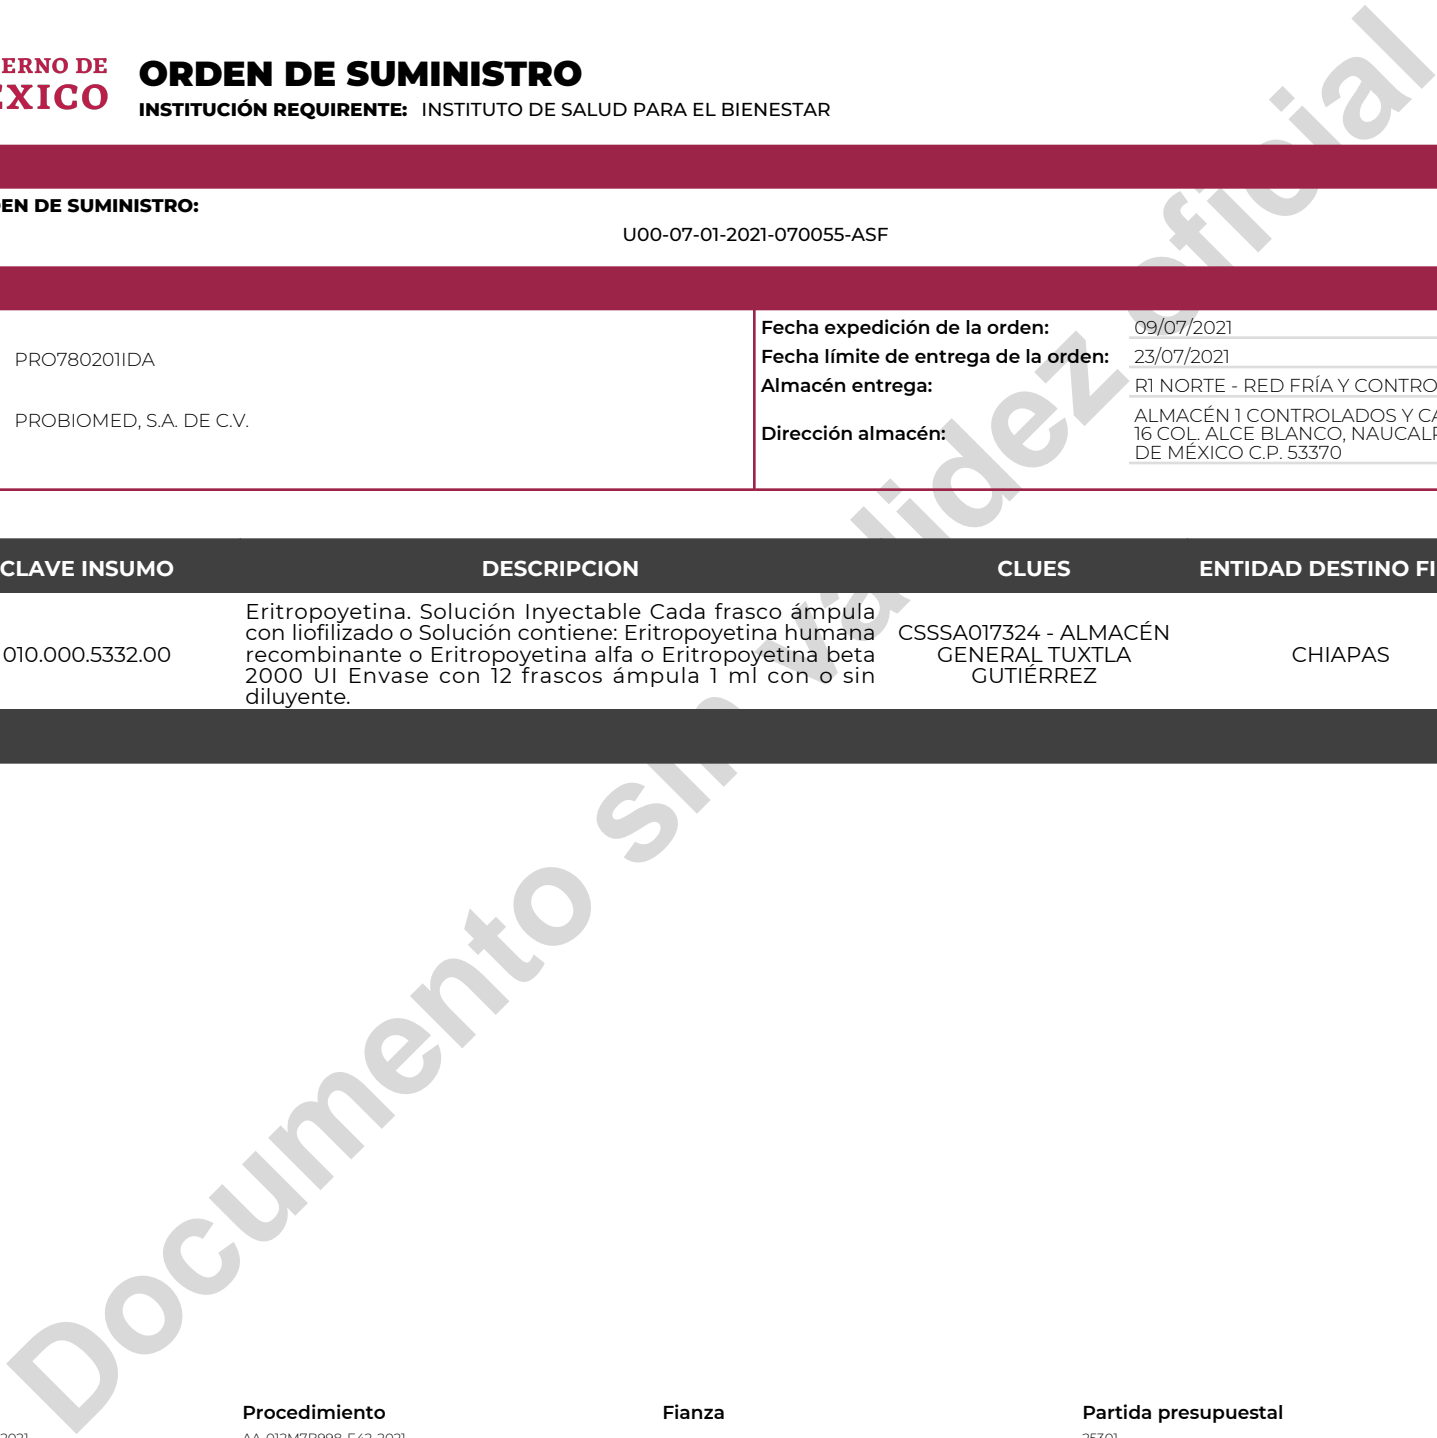 ERNO DE
ÉXICO
ORDEN DE SUMINISTRO
INSTITUCIÓN REQUIRENTE: INSTITUTO DE SALUD PARA EL BIENESTAR
EN DE SUMINISTRO:
U00-07-01-2021-070055-ASF
PRO780201IDA
PROBIOMED, S.A. DE C.V.
Fecha expedición de la orden: 09/07/2021
Fecha límite de entrega de la orden: 23/07/2021
Almacén entrega: R1 NORTE - RED FRÍA Y CONTRO
Dirección almacén:
ALMACÉN 1 CONTROLADOS Y CA
16 COL. ALCE BLANCO, NAUCALP
DE MÉXICO C.P. 53370
CLAVE INSUMO DESCRIPCION CLUES ENTIDAD DESTINO FI
010.000.5332.00
Eritropoyetina. Solución Inyectable Cada frasco ámpula
con liofilizado o Solución contiene: Eritropoyetina humana
recombinante o Eritropoyetina alfa o Eritropoyetina beta
2000 UI Envase con 12 frascos ámpula 1 ml con o sin
diluyente.
CSSSA017324 - ALMACÉN
GENERAL TUXTLA
GUTIÉRREZ
CHIAPAS
Documento sin validez oficial
Procedimiento Fianza Partida presupuestal